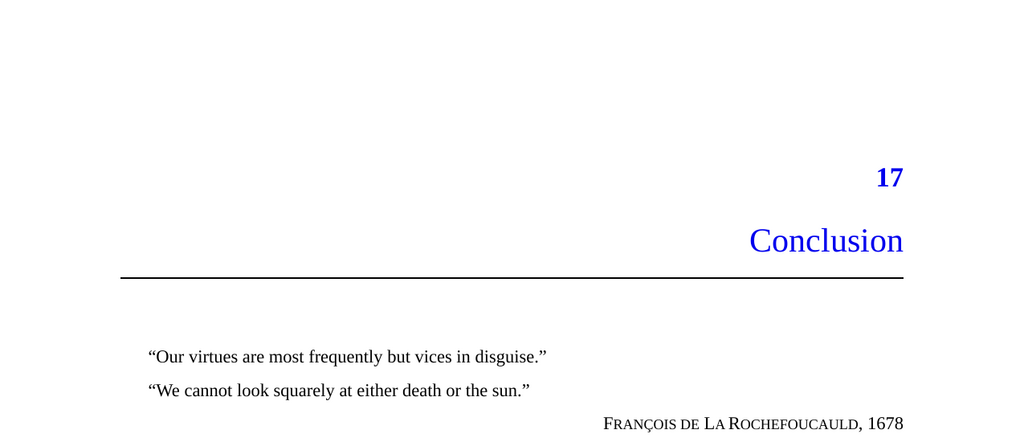 17
Conclusion
“Our virtues are most frequently but vices in disguise.”
“We cannot look squarely at either death or the sun.”
FRANÇOIS DE LA ROCHEFOUCAULD, 1678